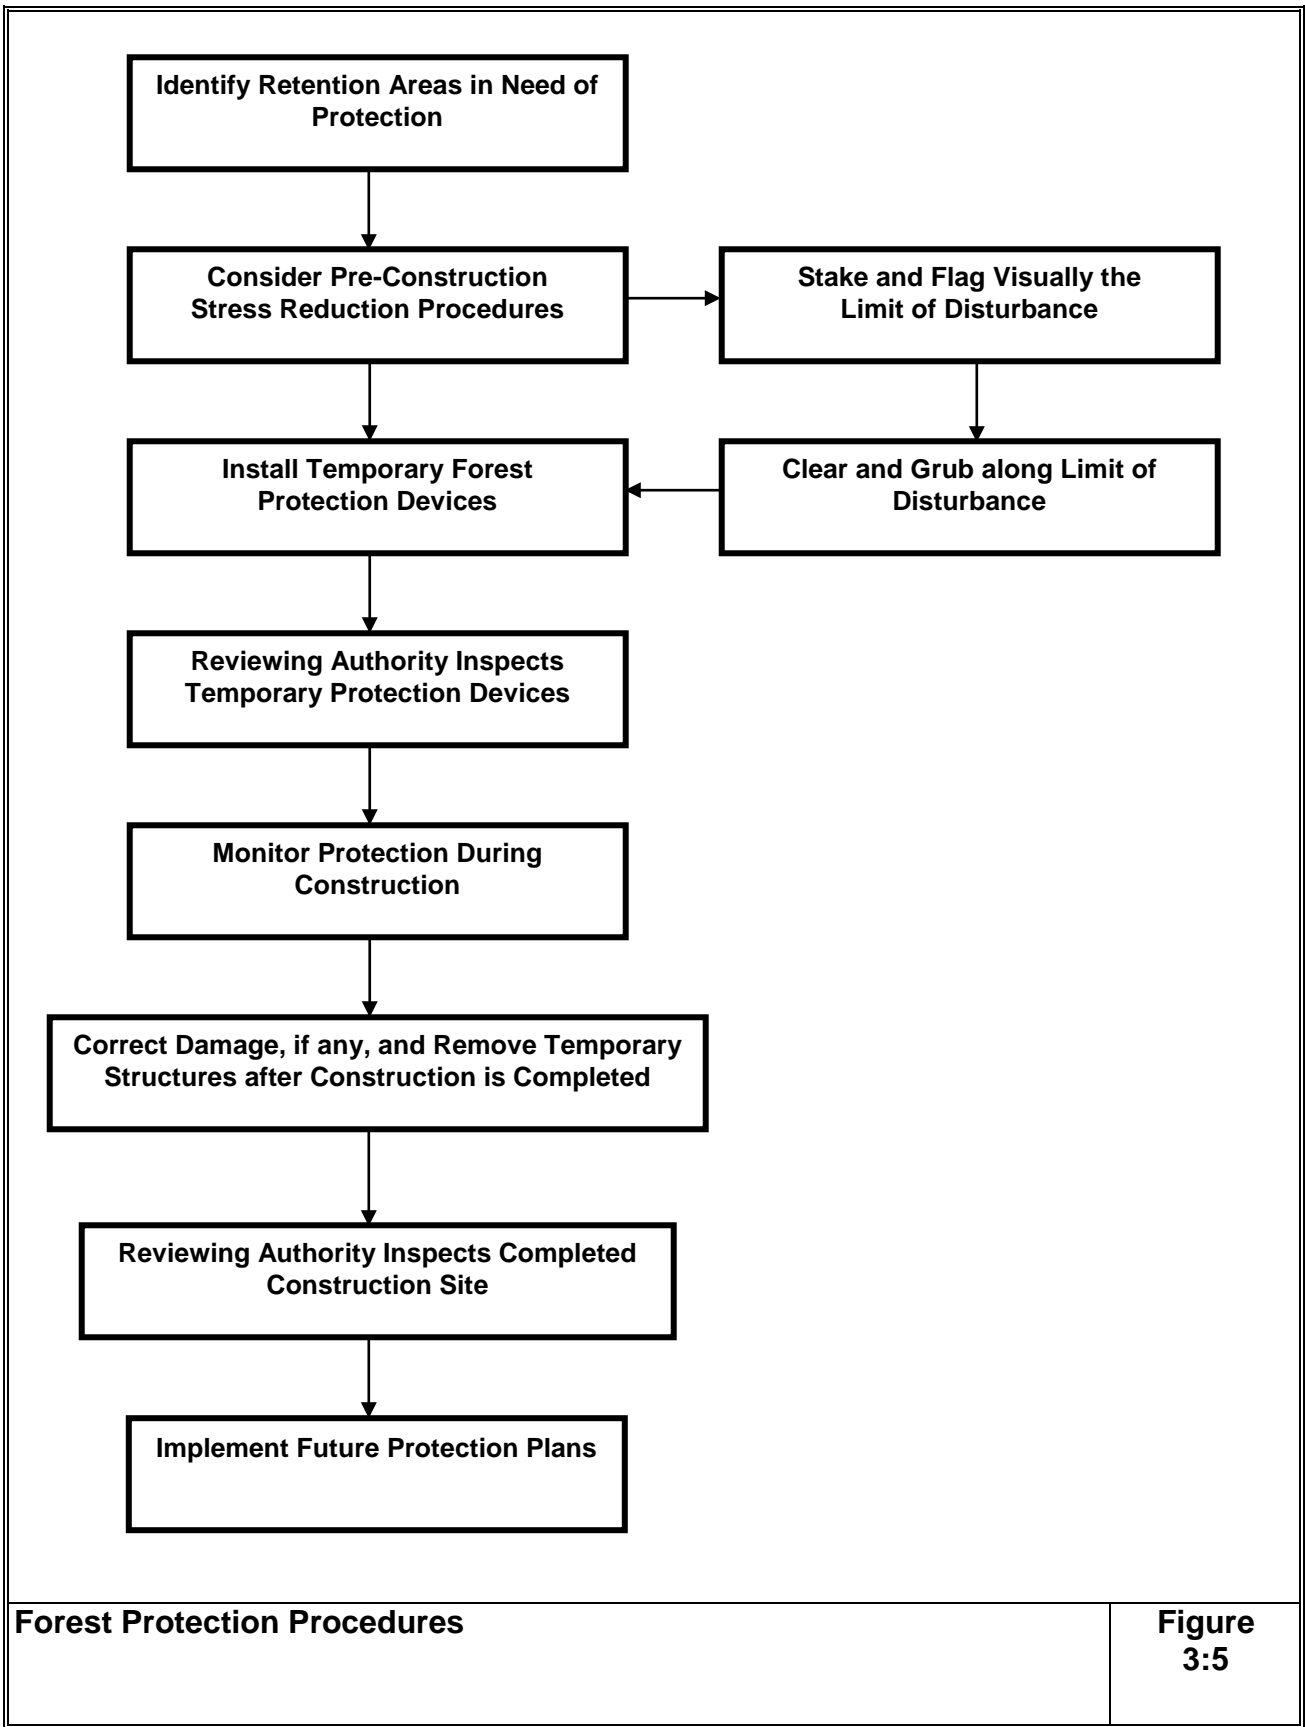 Identify Retention Areas in Need of
Protection
Consider Pre-Construction
Stress Reduction Procedures
Stake and Flag Visually the
Limit of Disturbance
Install Temporary Forest
Protection Devices
Clear and Grub along Limit of
Disturbance
Reviewing Authority Inspects
Temporary Protection Devices
Monitor Protection During
Construction
Correct Damage, if any, and Remove Temporary
Structures after Construction is Completed
Reviewing Authority Inspects Completed
Construction Site
Implement Future Protection Plans
Forest Protection Procedures
Figure
3:5